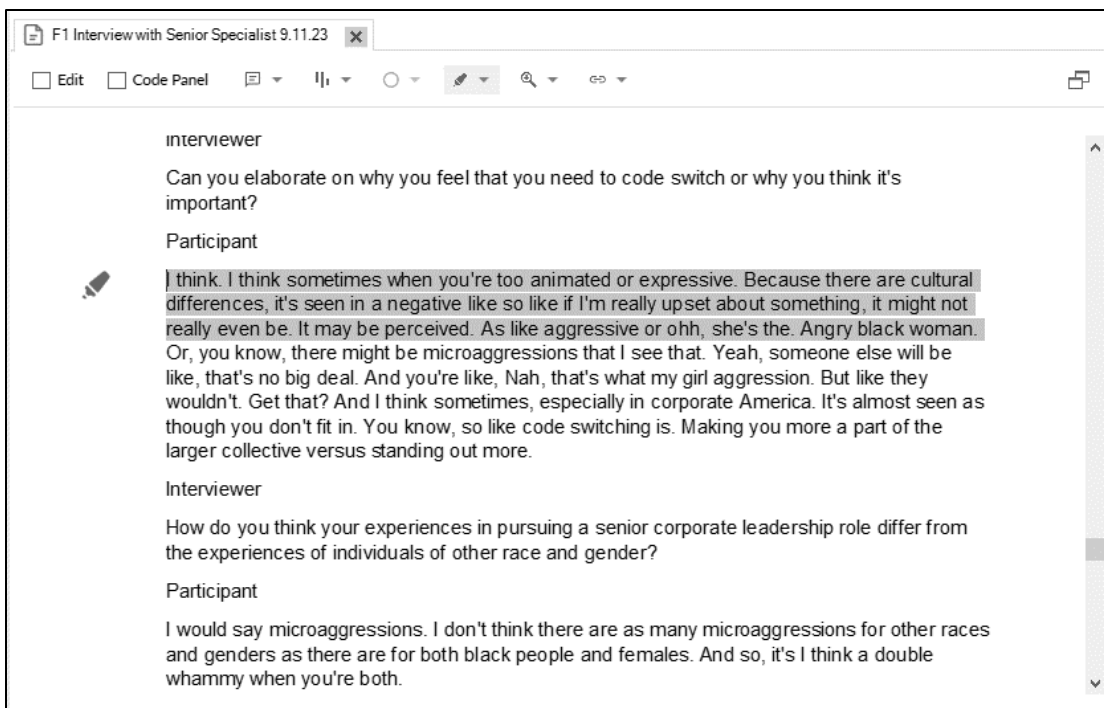 F1 Interview with Senior Specialist 9.11.23
Edit Code Panel
Interviewer
Can you elaborate on why you feel that you need to code switch or why you think it's
important?
Participant
I think. I think sometimes when you're too animated or expressive. Because there are cultural
differences, it's seen in a negative like so like if I'm really upset about something, it might not
really even be. It may be perceived. As like aggressive or ohh, she's the. Angry black woman.
Or, you know, there might be microaggressions that I see that. Yeah, someone else will be
like, that's no big deal. And you're like, Nah, that's what my girl aggression. But like they
wouldn't. Get that? And I think sometimes, especially in corporate America. It's almost seen as
though you don't fit in. You know, so like code switching is. Making you more a part of the
larger collective versus standing out more.
Interviewer
How do you think your experiences in pursuing a senior corporate leadership role differ from
the experiences of individuals of other race and gender?
Participant
I would say microaggressions. I don't think there are as many microaggressions for other races
and genders as there are for both black people and females. And so, it's I think a double
whammy when you're both.